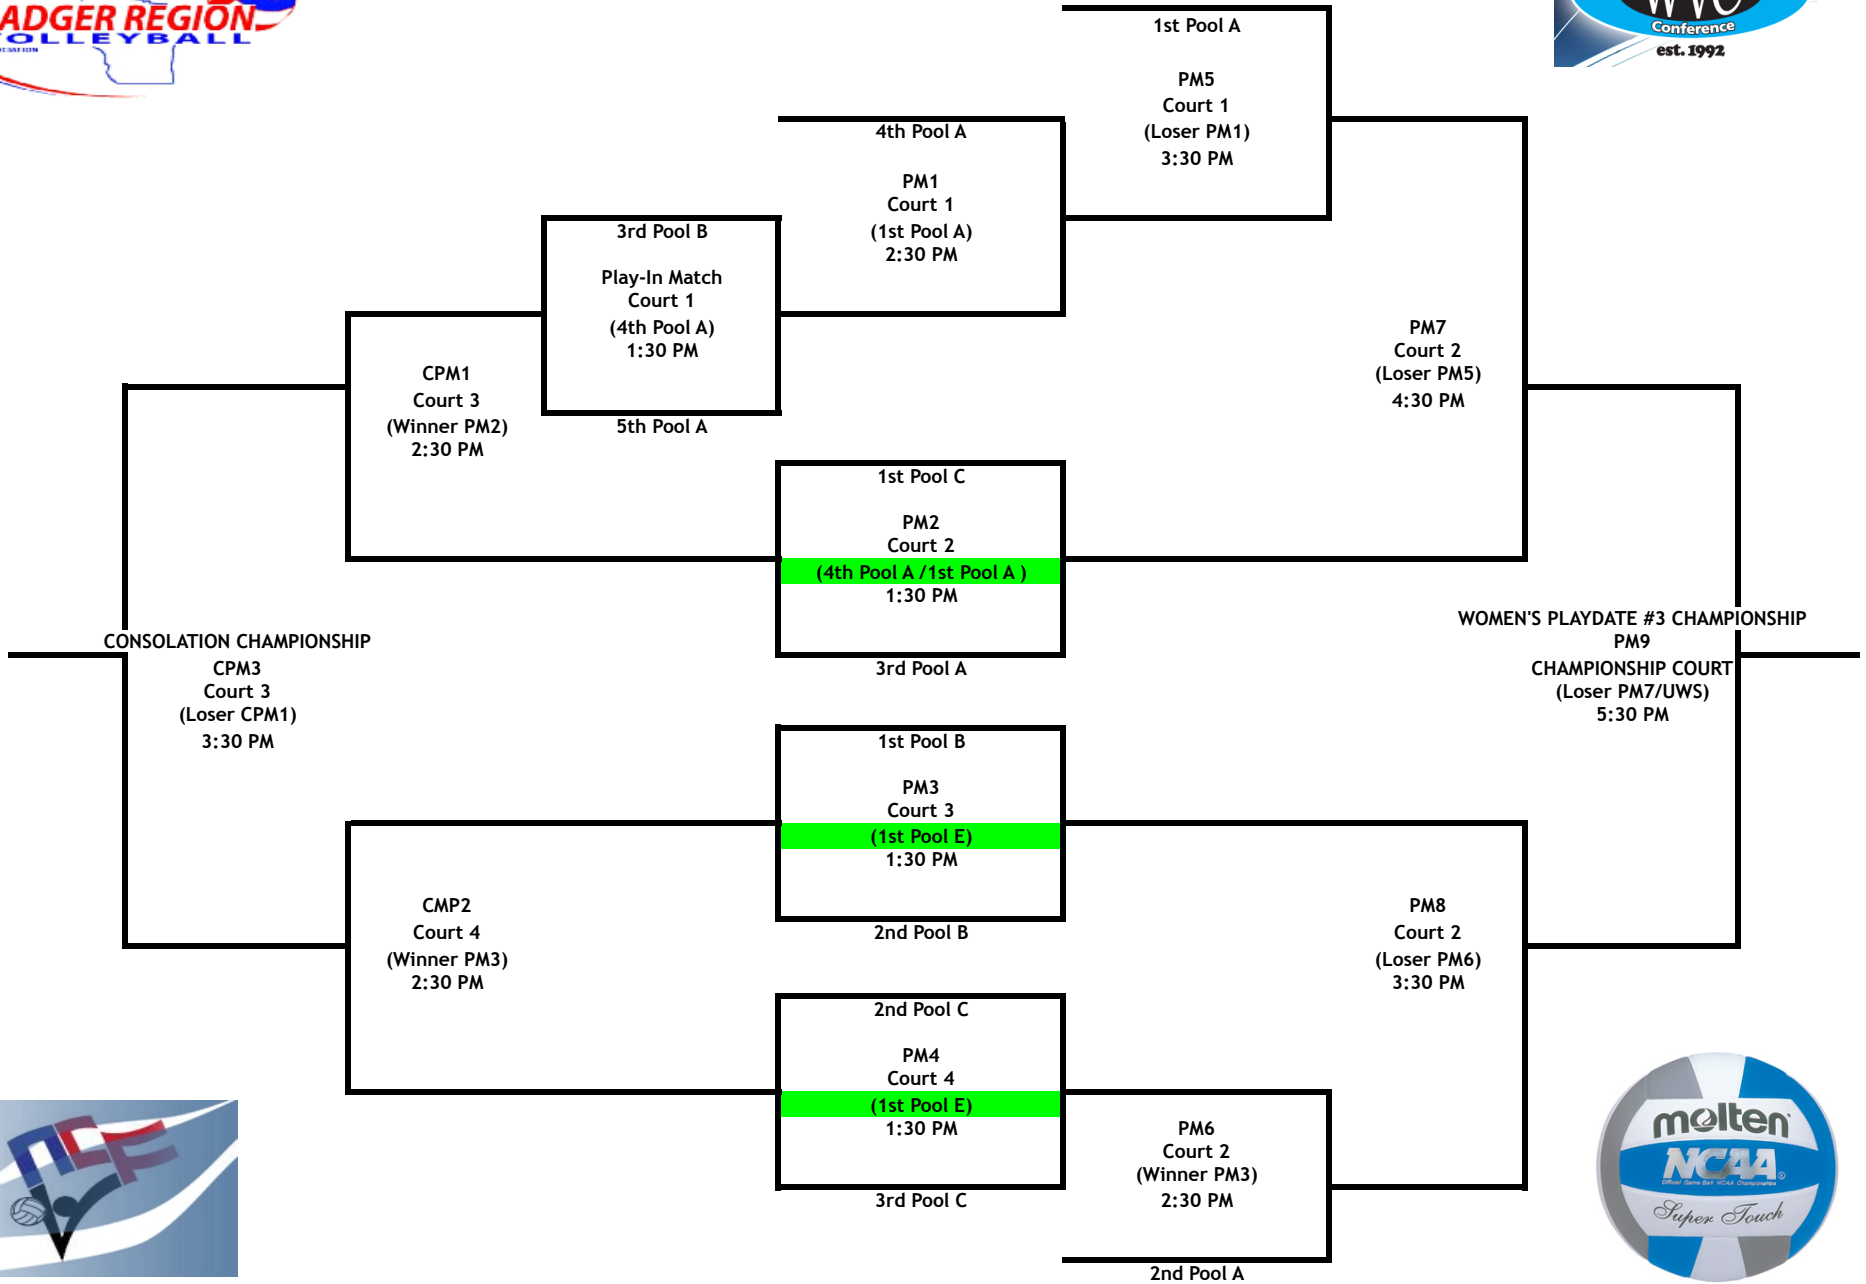 ADGER REGION
OLLEYBALL
WVC
Conference
est. 1992
1st Pool A
PM5
Court 1
(Loser PM1)
3:30 PM
4th Pool A
PM1
Court 1
(1st Pool A)
2:30 PM
3rd Pool B
Play-In Match
Court 1
(4th Pool A)
1:30 PM
5th Pool A
PM7
Court 2
(Loser PM5)
4:30 PM
CPM1
Court 3
(Winner PM2)
2:30 PM
1st Pool C
PM2
Court 2
(4th Pool A /1st Pool A )
1:30 PM
3rd Pool A
CONSOLATION CHAMPIONSHIP
CPM3
Court 3
(Loser CPM1)
3:30 PM
WOMEN'S PLAYDATE #3 CHAMPIONSHIP
PM9
CHAMPIONSHIP COURT
(Loser PM7/UWS)
5:30 PM
1st Pool B
PM3
Court 3
(1st Pool E)
1:30 PM
2nd Pool B
CMP2
Court 4
(Winner PM3)
2:30 PM
PM8
Court 2
(Loser PM6)
3:30 PM
2nd Pool C
PM4
Court 4
(1st Pool E)
1:30 PM
3rd Pool C
PM6
Court 2
(Winner PM3)
2:30 PM
2nd Pool A
NCVF
molten
NCAA
Official Game Ball NCAA Championships
Super Touch